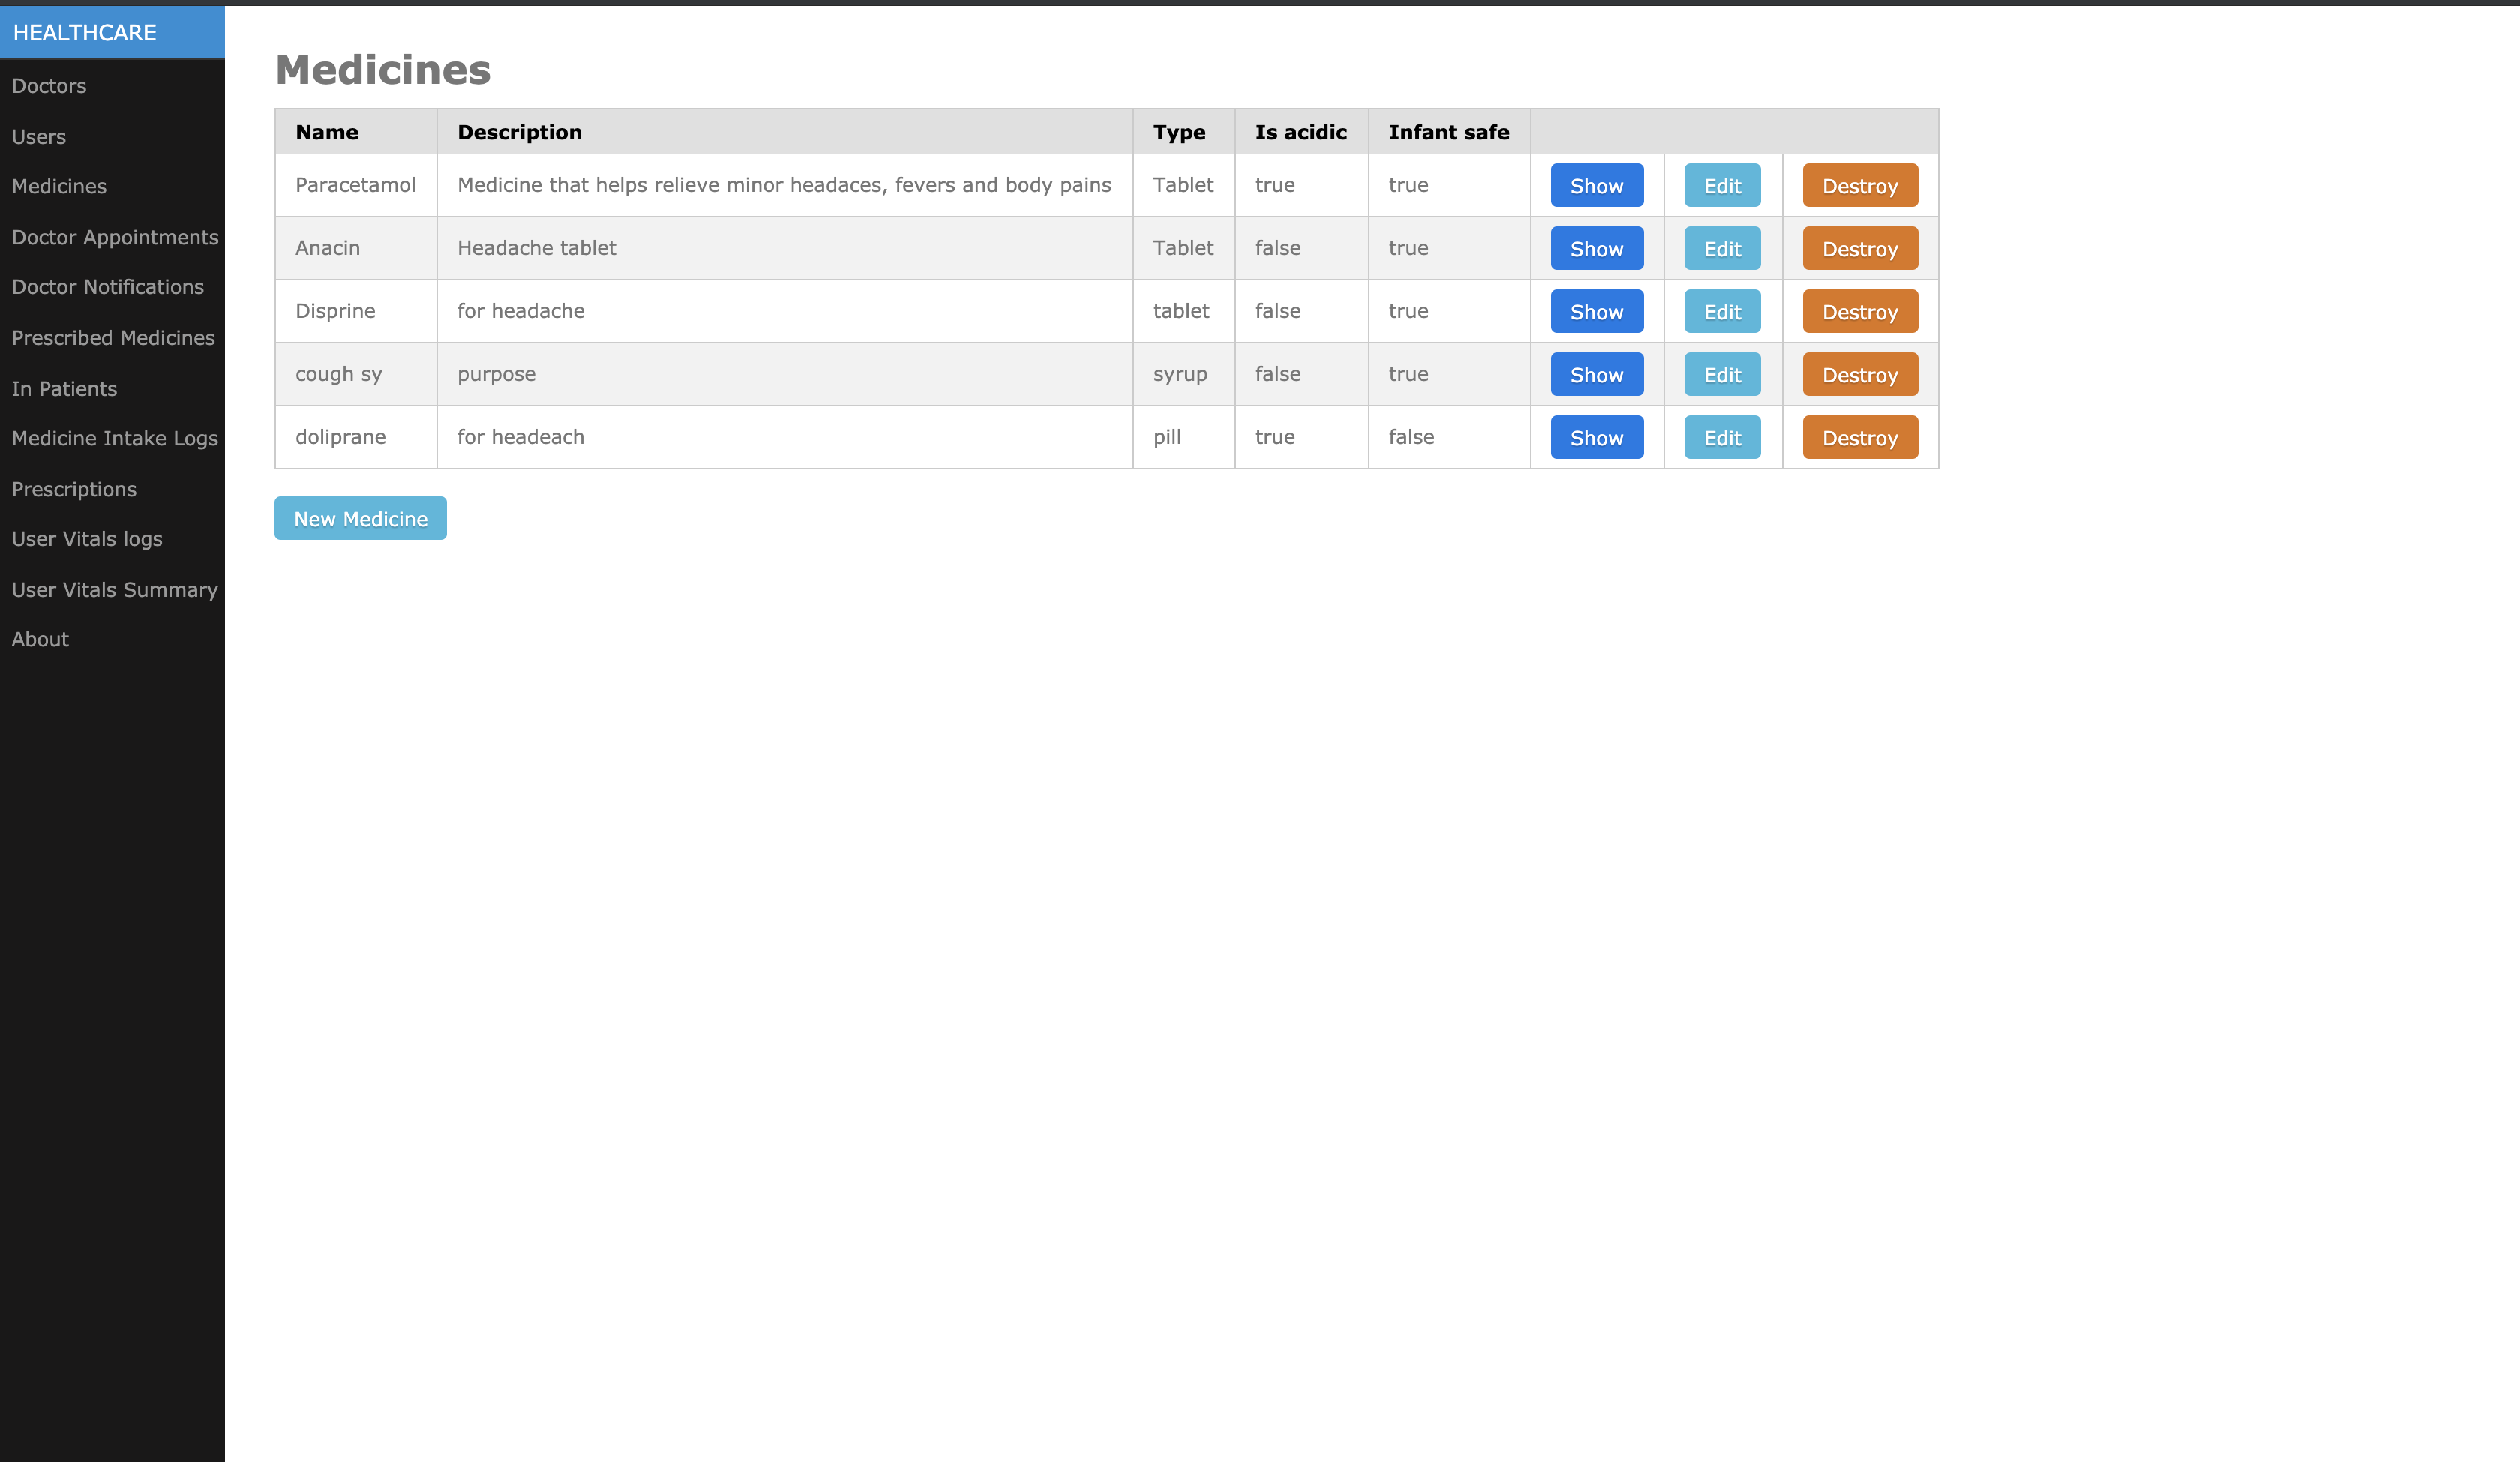 HEALTHCARE
Doctors
Users
Medicines
Doctor Appointments
Doctor Notifications
Prescribed Medicines
In Patients
Medicine Intake Logs
Prescriptions
User Vitals logs
User Vitals Summary
About
Medicines
Name Description Type Is acidic Infant safe
Paracetamol Medicine that helps relieve minor headaces, fevers and body pains Tablet true true Show Edit Destroy
Anacin Headache tablet Tablet false true Show Edit Destroy
Disprine for headache tablet false true Show Edit Destroy
cough sy purpose syrup false true Show Edit Destroy
doliprane for headeach pill true false Show Edit Destroy
New Medicine